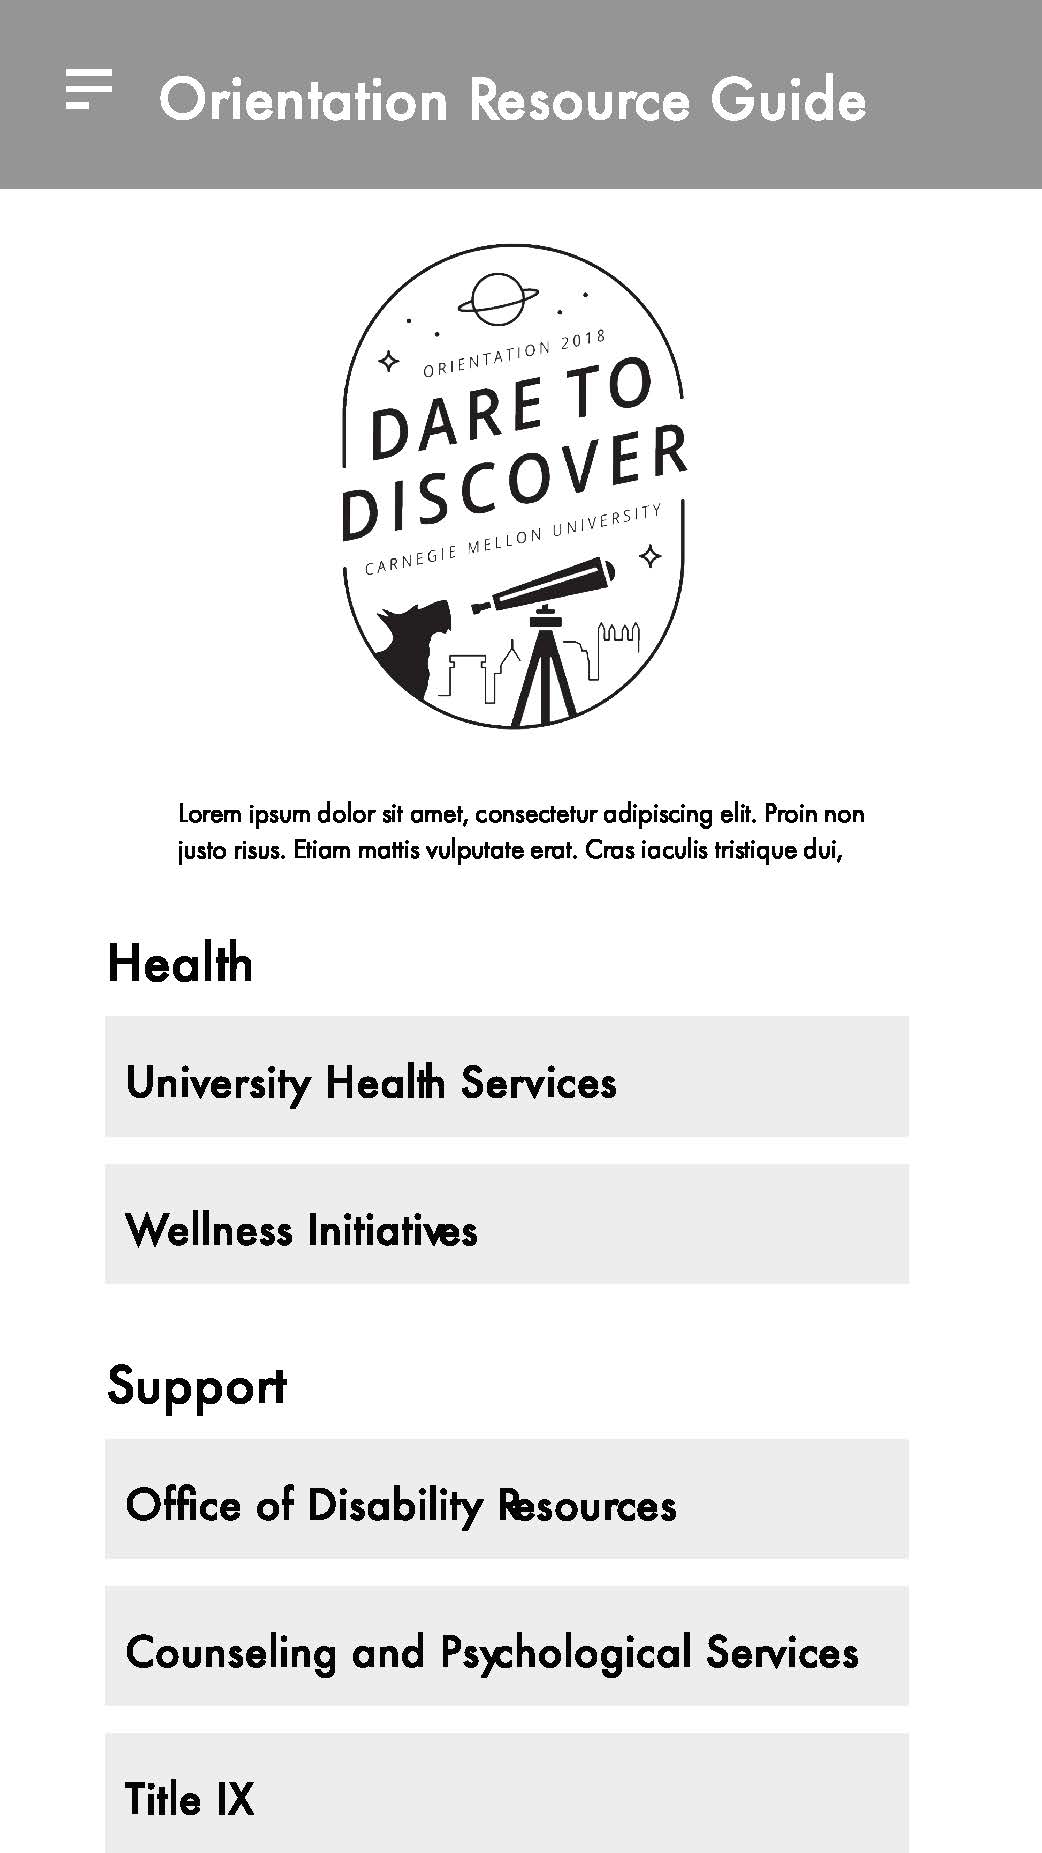 Orientation Resource Guide
ORIENTATION 2018
DARE TO
DISCOVER
CARNEGIE MELLON UNIVERSITY
Lorem ipsum dolor sit amet, consectetur adipiscing elit. Proin non
justo risus. Etiam mattis vulputate erat. Cras iaculis tristique dui,
Health
University Health Services
Wellness Initiatives
Support
Office of Disability Resources
Counseling and Psychological Services
Title IX